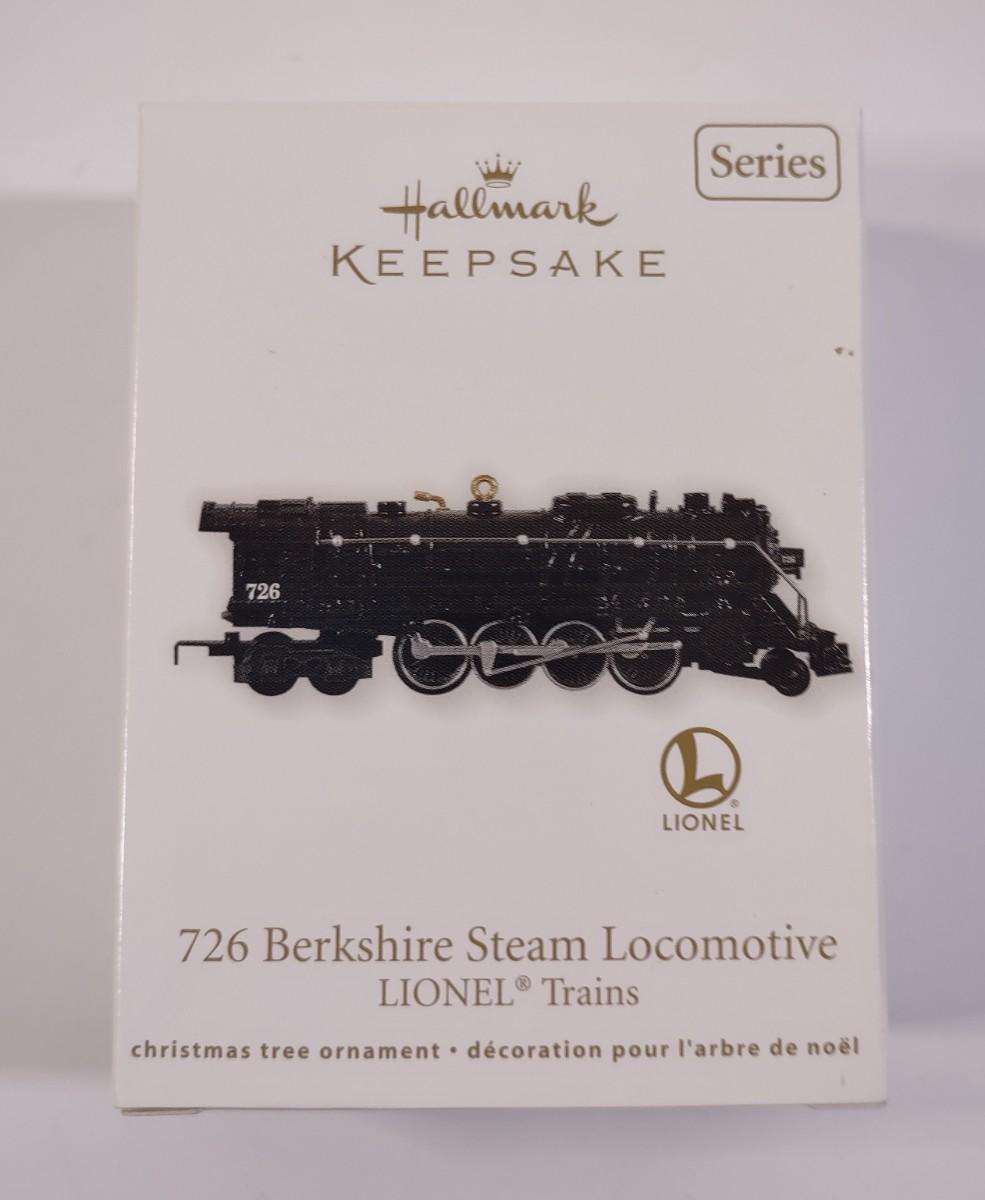 Series
Hallmark
KEEPSAKE
726
L
®
LIONEL
726 Berkshire Steam Locomotive
LIONEL® Trains
christmas tree ornament • décoration pour l'arbre de noël